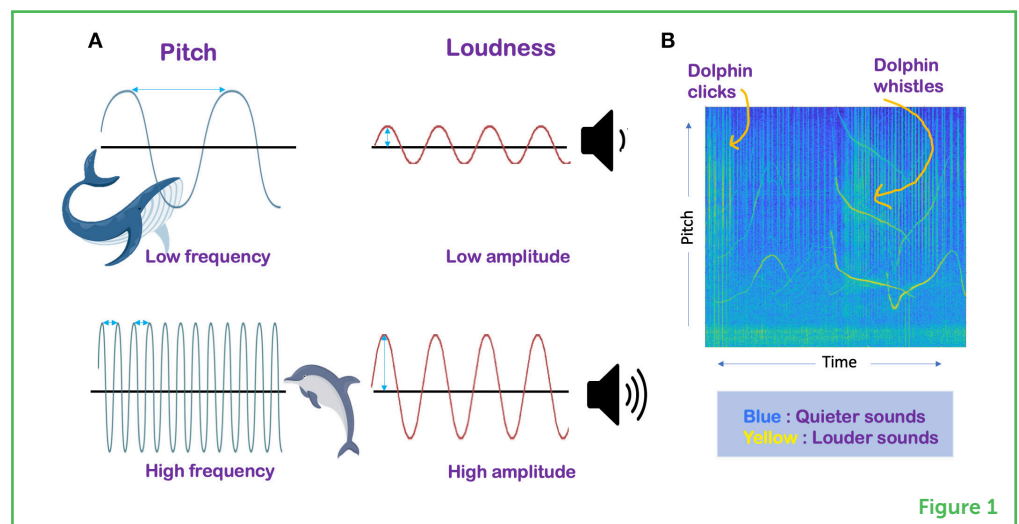 A
Pitch
Loudness
B
Dolphin
clicks
Dolphin
whistles
Low frequency
Low amplitude
Pitch
Time
High frequency
High amplitude
Blue : Quieter sounds
Yellow : Louder sounds
Figure 1